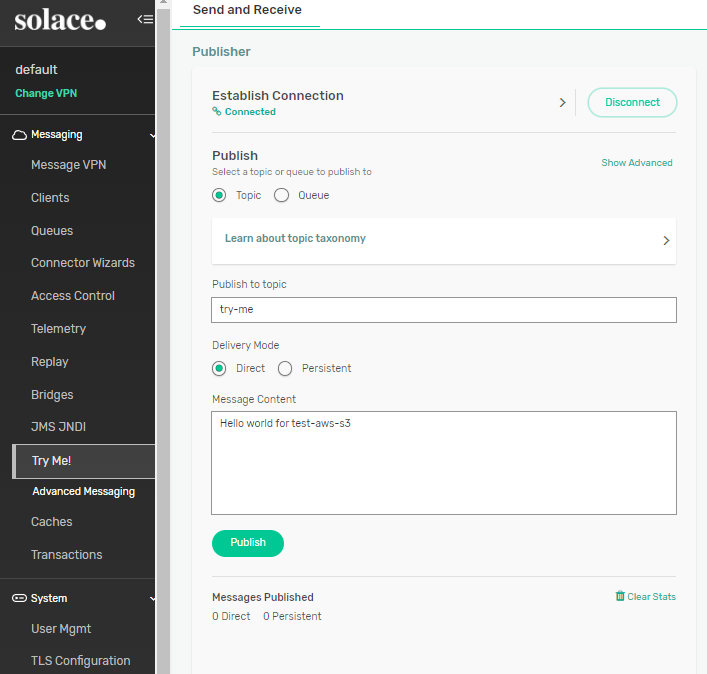 solace.
default
Change VPN
Messaging
Message VPN
Clients
Queues
Connector Wizards
Access Control
Telemetry
Replay
Bridges
JMS JNDI
Try Me!
Advanced Messaging
Caches
Transactions
System
User Mgmt
TLS Configuration
Send and Receive
Publisher
Establish Connection
Connected
Disconnect
Publish
Show Advanced
Select a topic or queue to publish to
Topic Queue
Learn about topic taxonomy
Publish to topic
try-me
Delivery Mode
Direct Persistent
Message Content
Hello world for test-aws-s3
Publish
Messages Published
Clear Stats
0 Direct 0 Persistent